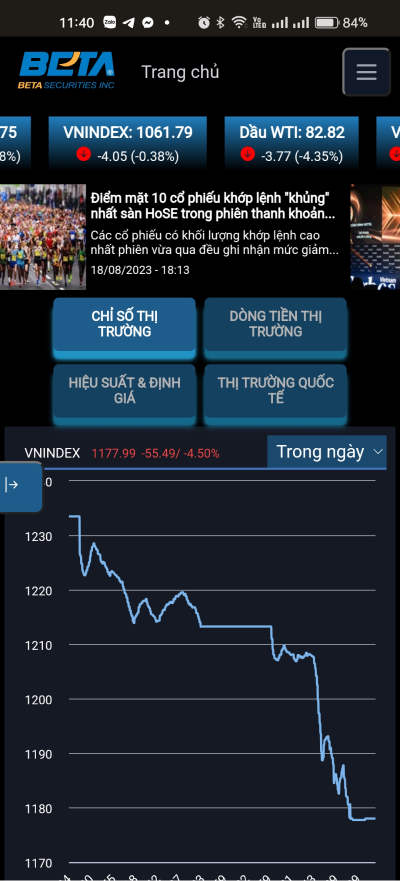 11:40
Zalo
Vo
LTED
84%
BETA
BETA SECURITIES INC
Trang chủ
75
8%)
VNINDEX: 1061.79
-4.05 (-0.38%)
Dầu WTI: 82.82
-3.77 (-4.35%)
V
Điểm mặt 10 cổ phiếu khớp lệnh "khủng"
nhất sàn HoSE trong phiên thanh khoản...
Các cổ phiếu có khối lượng khớp lệnh cao
nhất phiên vừa qua đều ghi nhận mức giảm...
18/08/2023 - 18:13
CHỈ SỐ THỊ
TRƯỜNG
DÒNG TIỀN THỊ
TRƯỜNG
HIỆU SUẤT & ĐỊNH
GIÁ
THỊ TRƯỜNG QUỐC
TẾ
VNINDEX 1177.99 -55.49/ -4.50%
Trong ngày
0
1230
1220
1210
1200
1190
1180
1170